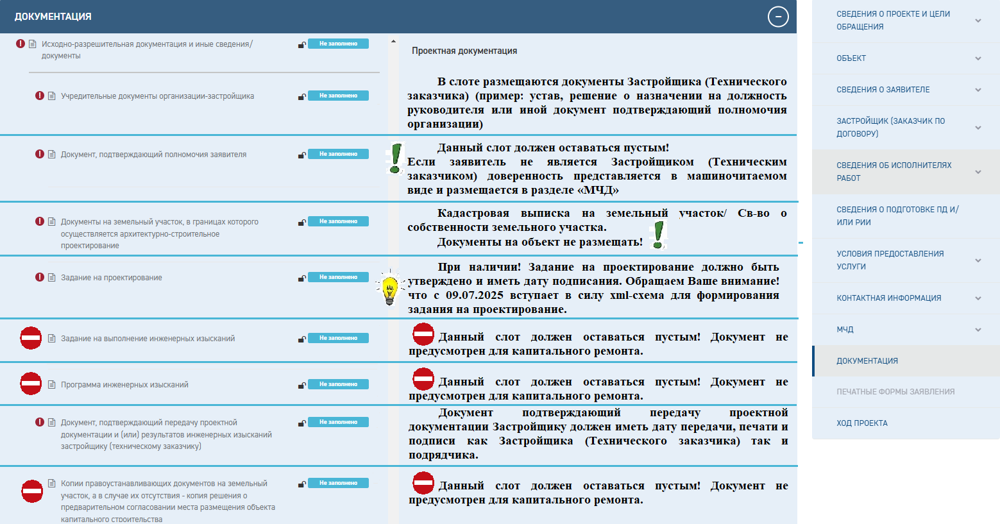 ДОКУМЕНТАЦИЯ
Исходно-разрешительная документация и иные сведения/
документы
Не заполнено
Проектная документация
Учредительные документы организации-застройщика
Не заполнено
В слоте размещаются документы Застройщика (Технического
заказчика) (пример: устав, решение о назначении на должность
руководителя или иной документ подтверждающий полномочия
организации)
Документ, подтверждающий полномочия заявителя
Не заполнено
Данный слот должен оставаться пустым!
Если заявитель не является Застройщиком (Техническим
заказчиком) доверенность представляется в машиночитаемом
виде и размещается в разделе «МЧД»
Документы на земельный участок, в границах которого
осуществляется архитектурно-строительное
проектирование
Не заполнено
Кадастровая выписка на земельный участок/ Св-во о
собственности земельного участка.
Документы на объект не размещать!
Задание на проектирование
Не заполнено
При наличии! Задание на проектирование должно быть
утверждено и иметь дату подписания. Обращаем Ваше внимание!
что с 09.07.2025 вступает в силу xml-схема для формирования
задания на проектирование.
Задание на выполнение инженерных изысканий
Не заполнено
Данный слот должен оставаться пустым! Документ не
предусмотрен для капитального ремонта.
Программа инженерных изысканий
Не заполнено
Данный слот должен оставаться пустым! Документ не
предусмотрен для капитального ремонта.
Документ, подтверждающий передачу проектной
документации и (или) результатов инженерных изысканий
застройщику (техническому заказчику)
Не заполнено
Документ подтверждающий передачу проектной
документации Застройщику должен иметь дату передачи, печати и
подписи как Застройщика (Технического заказчика) так и
подрядчика.
Копии правоустанавливающих документов на земельный
участок, а в случае их отсутствия - копия решения о
предварительном согласовании места размещения объекта
капитального строительства
Не заполнено
Данный слот должен оставаться пустым! Документ не
предусмотрен для капитального ремонта.
СВЕДЕНИЯ О ПРОЕКТЕ И ЦЕЛИ
ОБРАЩЕНИЯ
ОБЪЕКТ
СВЕДЕНИЯ О ЗАЯВИТЕЛЕ
ЗАСТРОЙЩИК (ЗАКАЗЧИК ПО
ДОГОВОРУ)
СВЕДЕНИЯ ОБ ИСПОЛНИТЕЛЯХ
РАБОТ
СВЕДЕНИЯ О ПОДГОТОВКЕ ПД И/
ИЛИ РИИ
УСЛОВИЯ ПРЕДОСТАВЛЕНИЯ
УСЛУГИ
КОНТАКТНАЯ ИНФОРМАЦИЯ
МЧД
ДОКУМЕНТАЦИЯ
ПЕЧАТНЫЕ ФОРМЫ ЗАЯВЛЕНИЯ
ХОД ПРОЕКТА